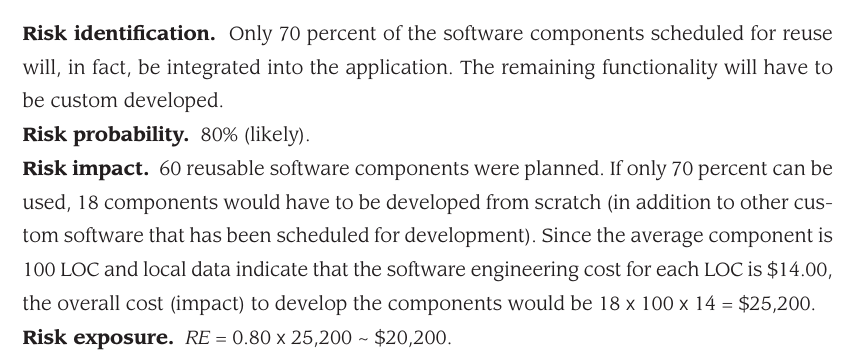 Risk identification. Only 70 percent of the software components scheduled for reuse
will, in fact, be integrated into the application. The remaining functionality will have to
be custom developed.
Risk probability. 80% (likely).
Risk impact. 60 reusable software components were planned. If only 70 percent can be
used, 18 components would have to be developed from scratch (in addition to other cus-
tom software that has been scheduled for development). Since the average component is
100 LOC and local data indicate that the software engineering cost for each LOC is $14.00,
the overall cost (impact) to develop the components would be 18 x 100 x 14 = $25,200.
Risk exposure. RE = 0.80 x 25,200 ~ $20,200.